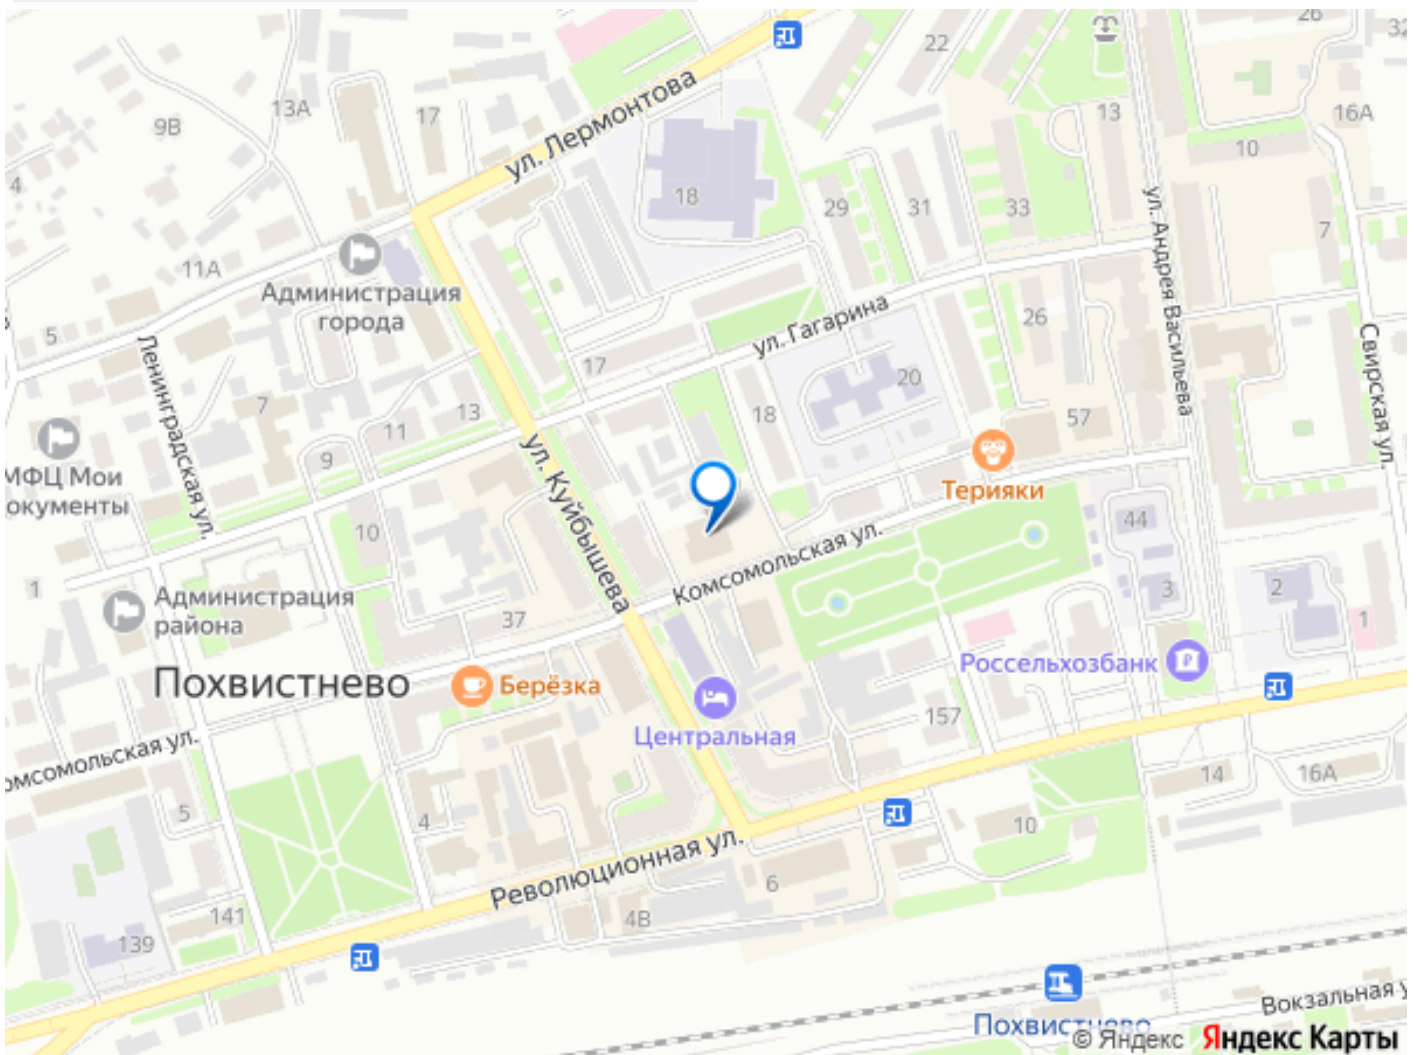 26
32
22
ул. Лермонтова
13А
17
13
16А
9В
10
4
18
29
31
33
ул. Андрея Васильева
7
11А
Администрация
города
5
ул. Гагарина
26
Ленинградская ул.
Свирская ул.
17
20
7
13
18
57
11
ул. Куйбышева
9
МФЦ Мои
окументы
Терияки
10
Комсомольская ул.
44
1
Администрация
района
37
3
2
1
Похвистнево
Берёзка
Россельхозбанк
Центральная
157
омсомольская ул.
14
16А
5
4
10
Революционная ул.
6
141
4В
139
Вокзальная у
Похвистнево
© Яндекс Яндекс Карты